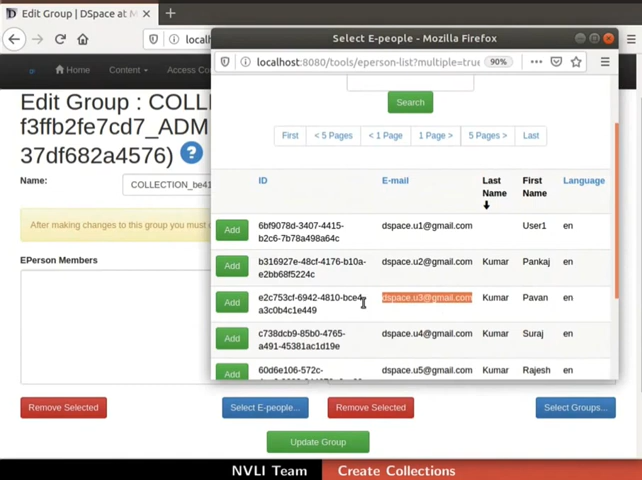 Edit Group | DSpace at M
Select E-people - Mozilla Firefox
localh
localhost:8080/tools/eperson-list?multiple=true
90%
Home
Content
Access Co
Search
Edit Group : COLL
f3ffb2fe7cd7_ADM
37df682a4576)
First
< 5 Pages
< 1 Page
1 Page >
5 Pages >
Last
Name:
COLLECTION_be41
ID
E-mail
Last Name
First Name
Language
After making changes to this group you must
Add
6bf9078d-3407-4415-
b2c6-7b78a498a64c
dspace.u1@gmail.com
User1
en
EPerson Members
Add
b316927e-48cf-4176-b10a-
e2bb68f5224c
dspace.u2@gmail.com
Kumar
Pankaj
en
Add
e2c753cf-6942-4810-bce4-
a3c0b4c1e449
dspace.u3@gmail.com
Kumar
Pavan
en
Add
c738dcb9-85b0-4765-
a491-45381ac1d19e
dspace.u4@gmail.com
Kumar
Suraj
en
Add
60d6e106-572c-
dspace.u5@gmail.com
Kumar
Rajesh
en
Remove Selected
Select E-people...
Remove Selected
Select Groups...
Update Group
NVLI Team
Create Collections